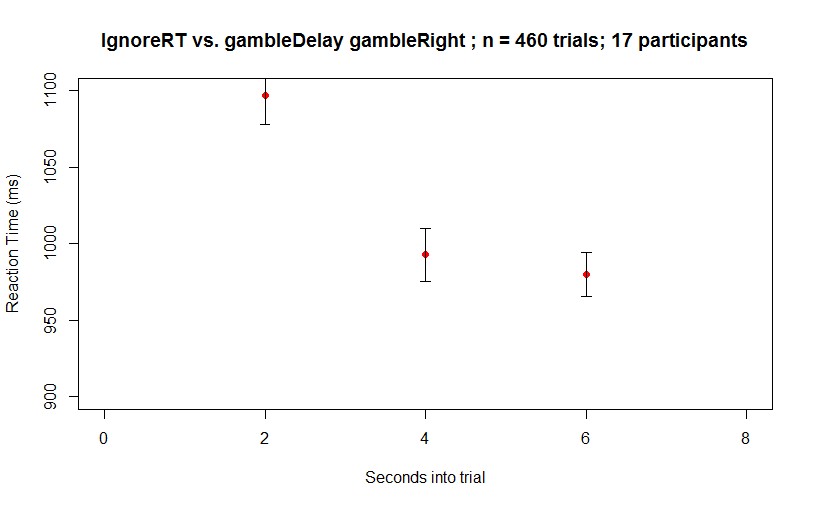 IgnoreRT vs. gambleDelay gambleRight ; n = 460 trials; 17 participants
Reaction Time (ms)
1100
1050
1000
950
900
0 2 4 6 8
Seconds into trial